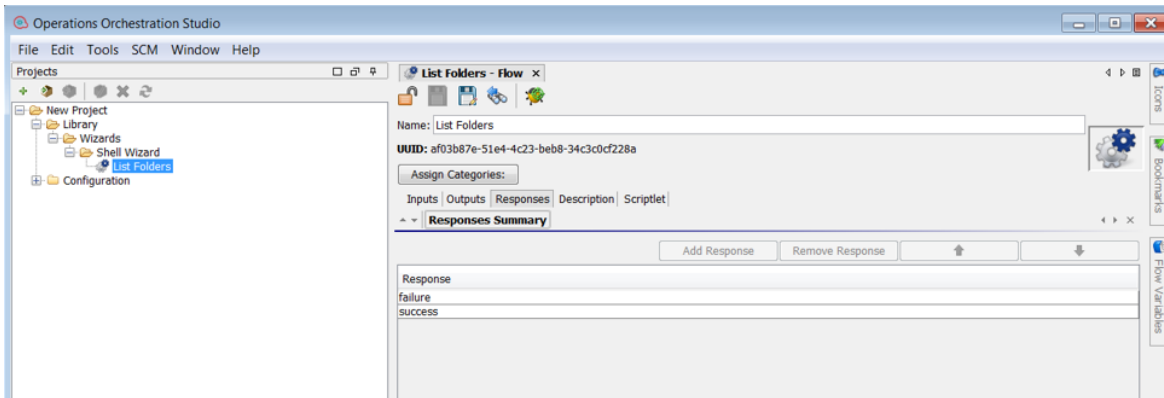 Operations Orchestration Studio
File Edit Tools SCM Window Help
Projects
New Project
Library
Wizards
Shell Wizard
List Folders
Configuration
List Folders - Flow
Name: List Folders
UUID: af03b87e-51e4-4c23-beb8-34c3c0cf228a
Assign Categories:
Inputs Outputs Responses Description Scriptlet
Responses Summary
Add Response Remove Response
Response
failure
success
Icons
Bookmarks
Flow Variables